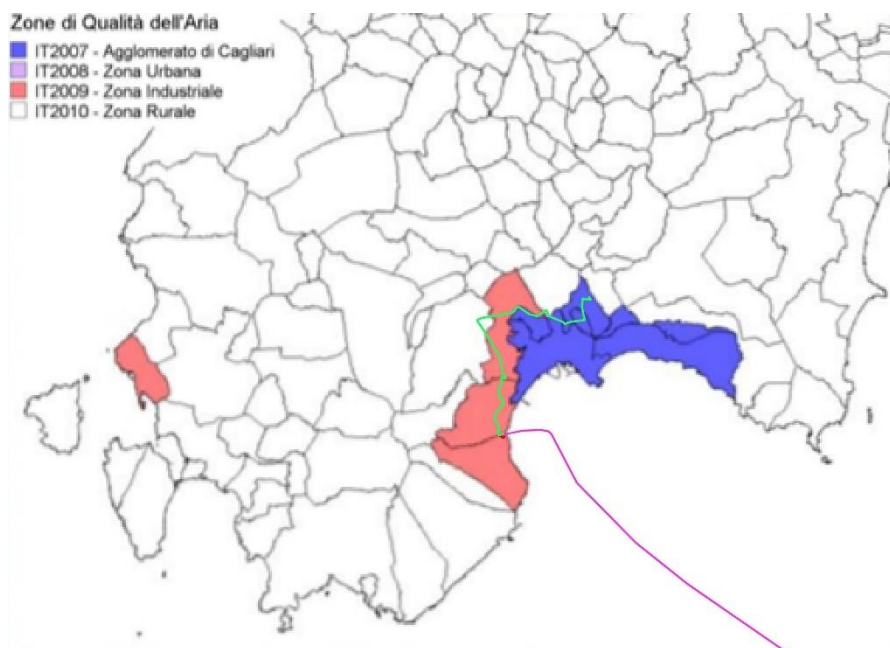 Zone di Qualità dell'Aria
IT2007 - Agglomerato di Cagliari
IT2008 - Zona Urbana
IT2009 - Zona Industriale
IT2010 - Zona Rurale